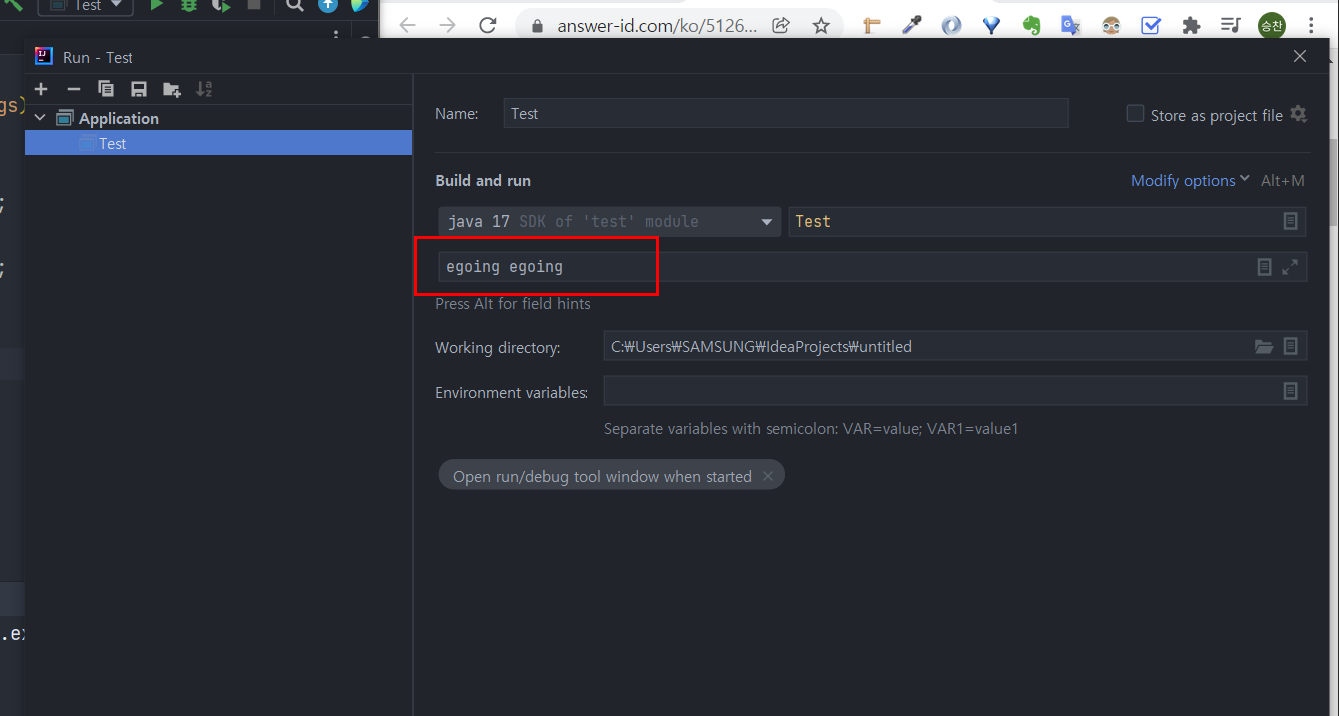 Test
answer-id.com/ko/5126...
승찬
Run - Test
gs)
Application
Test
Name:
Test
Store as project file
Build and run
Modify options
Alt+M
java 17 SDK of 'test' module
Test
;
egoing egoing
;
Press Alt for field hints
Working directory:
C:₩Users₩SAMSUNG₩IdeaProjects₩untitled
Environment variables:
Separate variables with semicolon: VAR=value; VAR1=value1
Open run/debug tool window when started
.ex